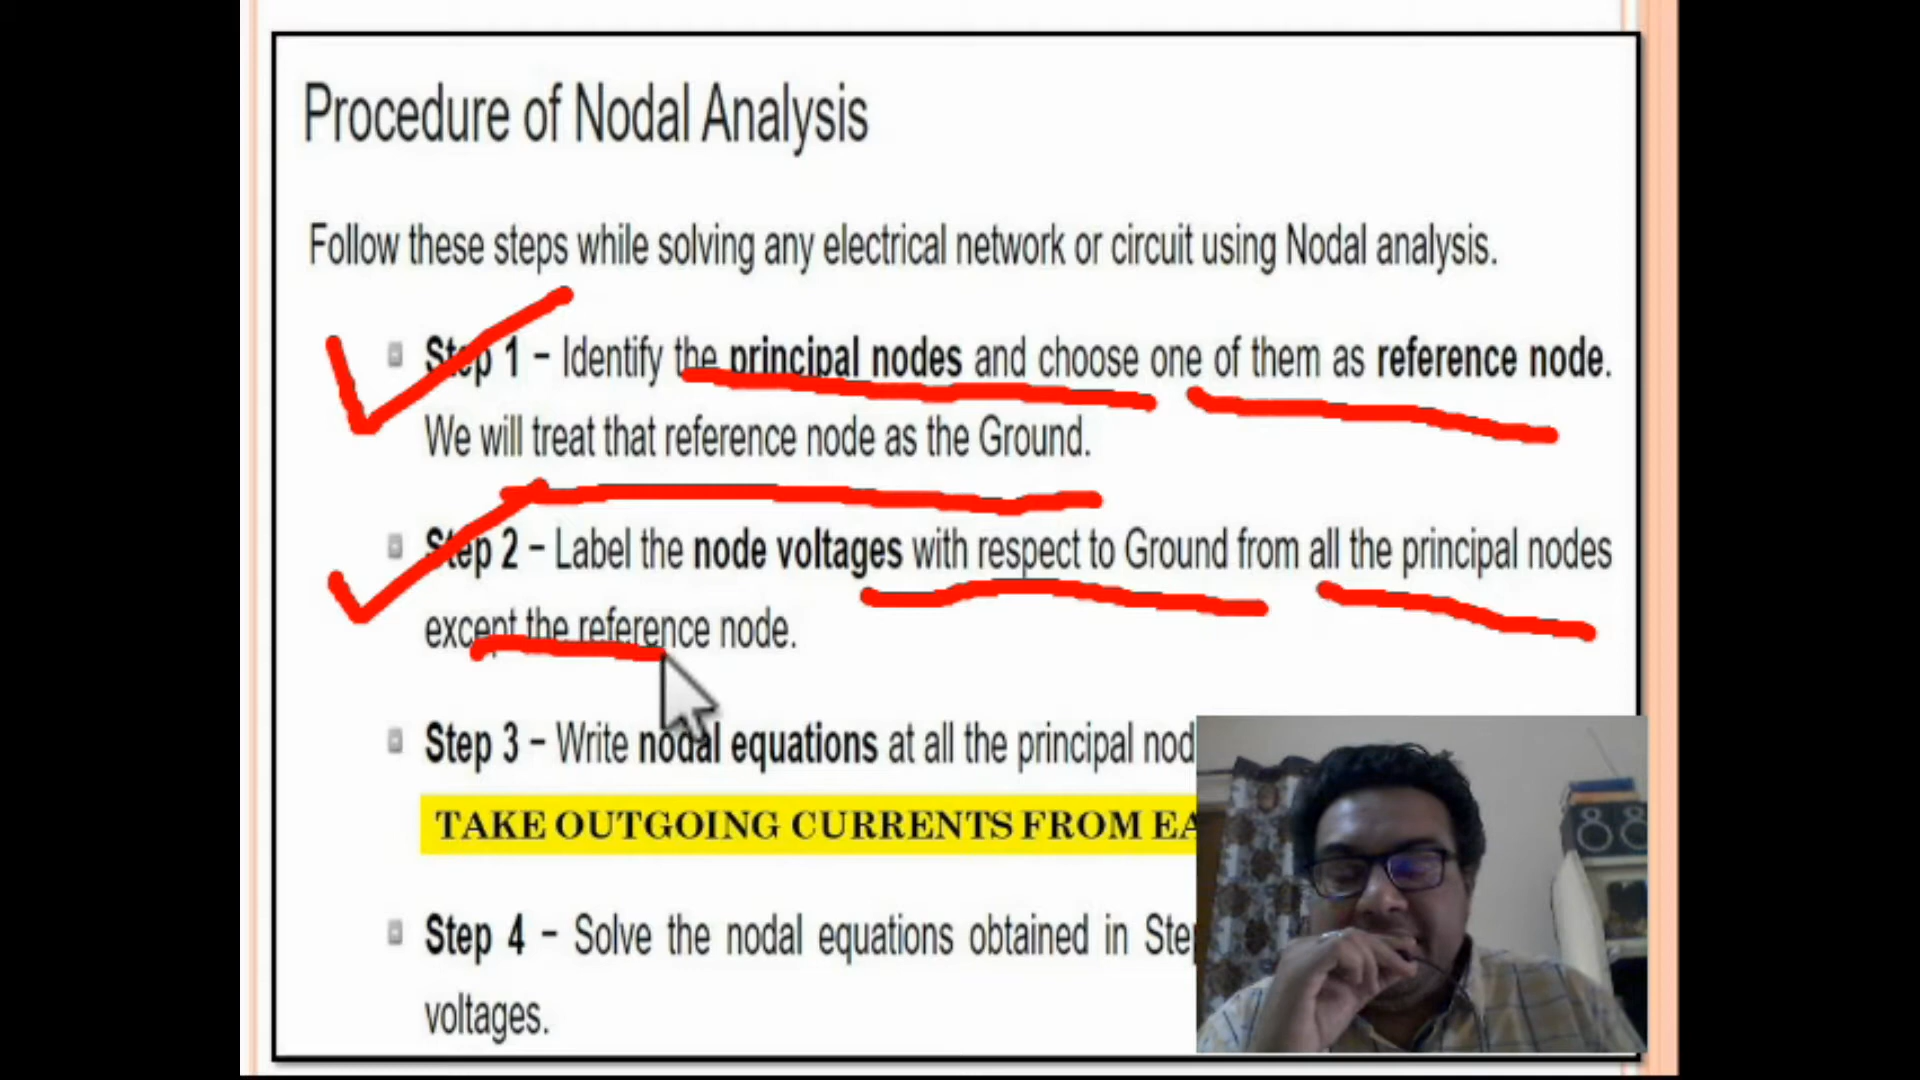 Procedure of Nodal Analysis
Follow these steps while solving any electrical network or circuit using Nodal analysis.
Step 1 – Identify the principal nodes and choose one of them as reference node.
We will treat that reference node as the Ground.
Step 2 – Label the node voltages with respect to Ground from all the principal nodes
except the reference node.
Step 3 – Write nodal equations at all the principal
TAKE OUTGOING CURRENTS FROM
Step 4 – Solve the nodal equations obtained in
voltages.